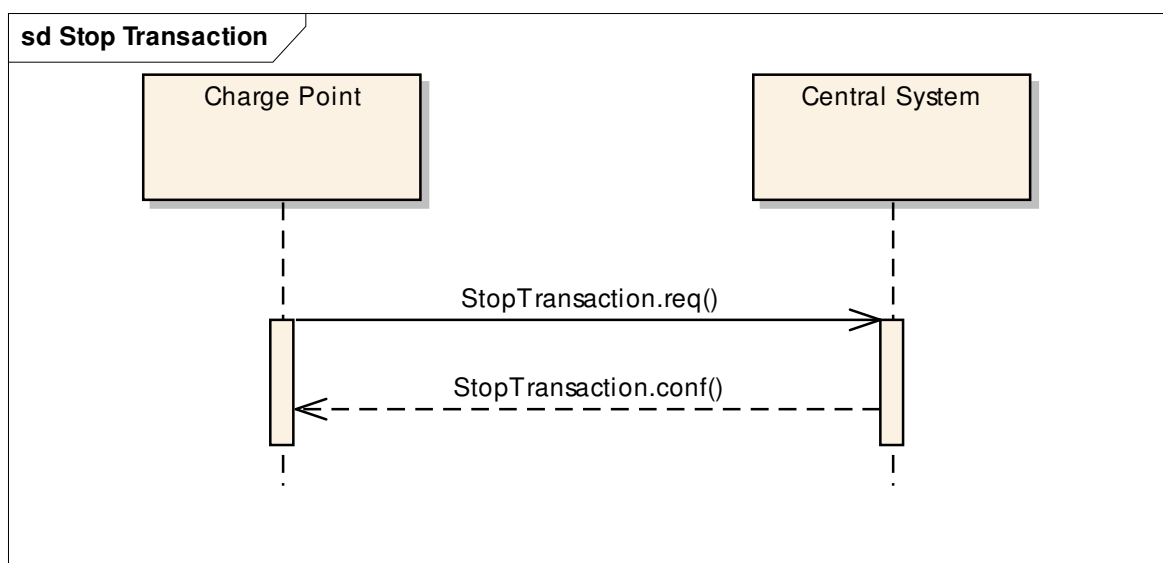 sd Stop Transaction
Charge Point
Central System
StopTransaction.req()
StopTransaction.conf()